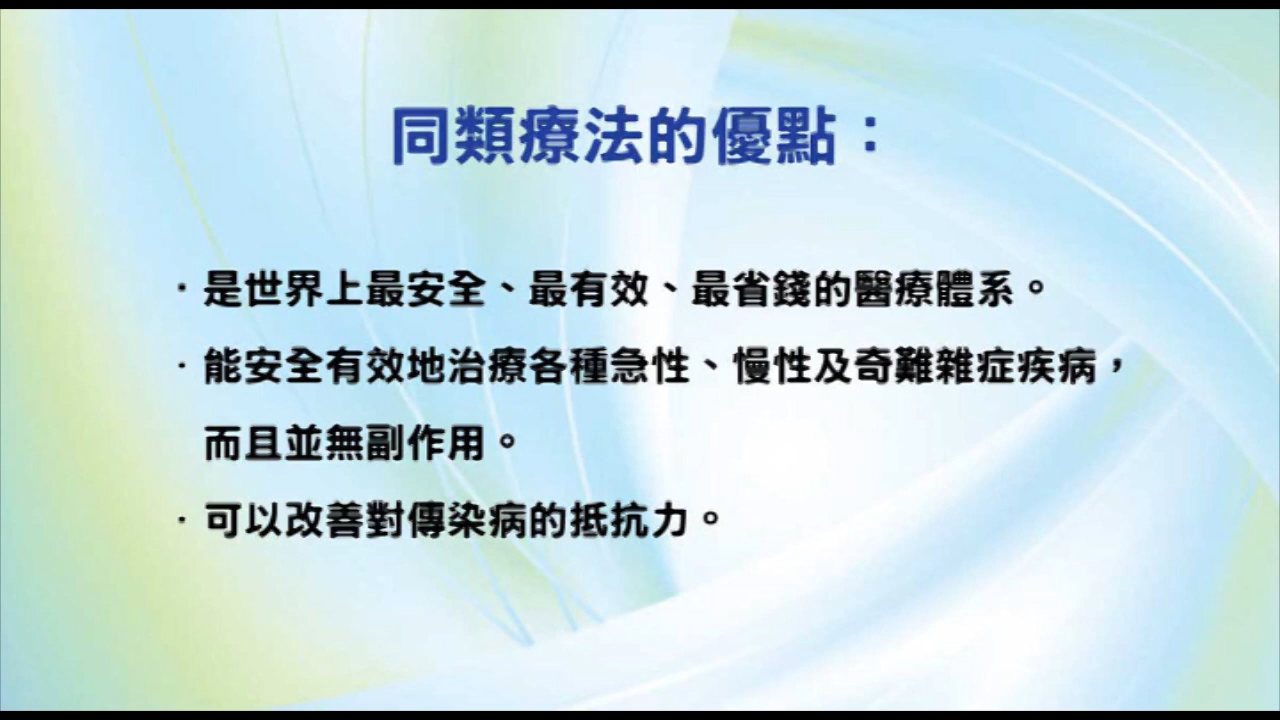 同類療法的優點：
· 是世界上最安全、最有效、最省錢的醫療體系。
· 能安全有效地治療各種急性、慢性及奇難雜症疾病，
而且並無副作用。
· 可以改善對傳染病的抵抗力。